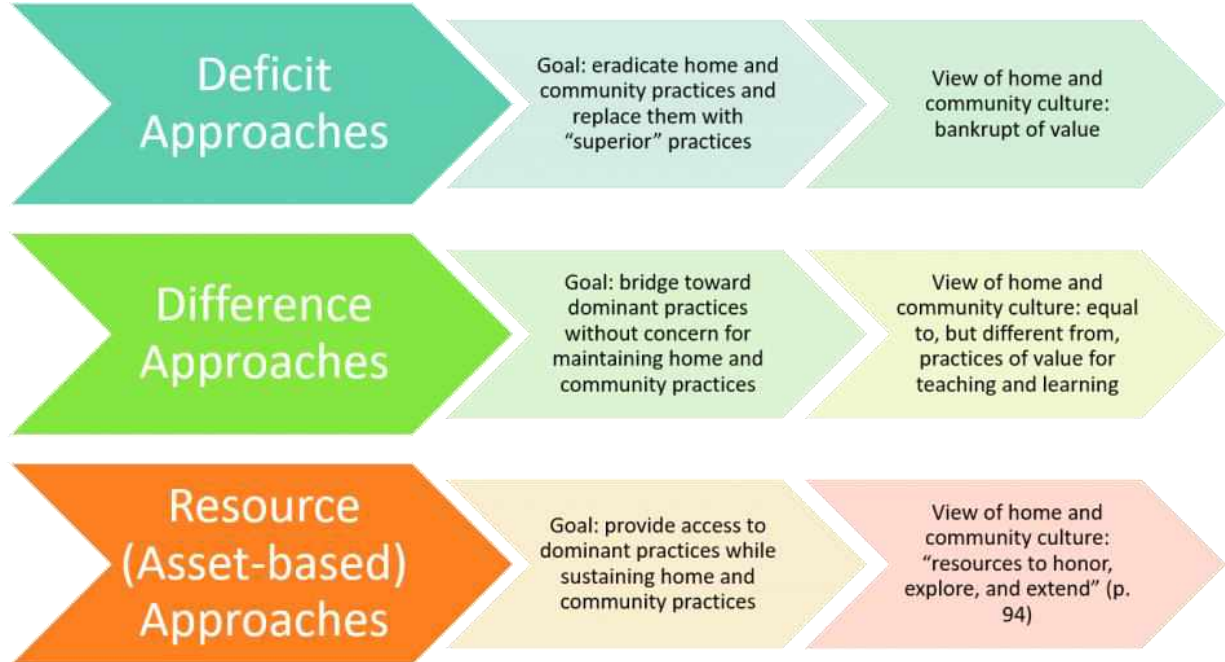 Deficit
Approaches
Goal: eradicate home and
community practices and
replace them with
“superior” practices
View of home and
community culture:
bankrupt of value
Difference
Approaches
Goal: bridge toward
dominant practices
without concern for
maintaining home and
community practices
View of home and
community culture: equal
to, but different from,
practices of value for
teaching and learning
Resource
(Asset-based)
Approaches
Goal: provide access to
dominant practices while
sustaining home and
community practices
View of home and
community culture:
“resources to honor,
explore, and extend” (p.
94)